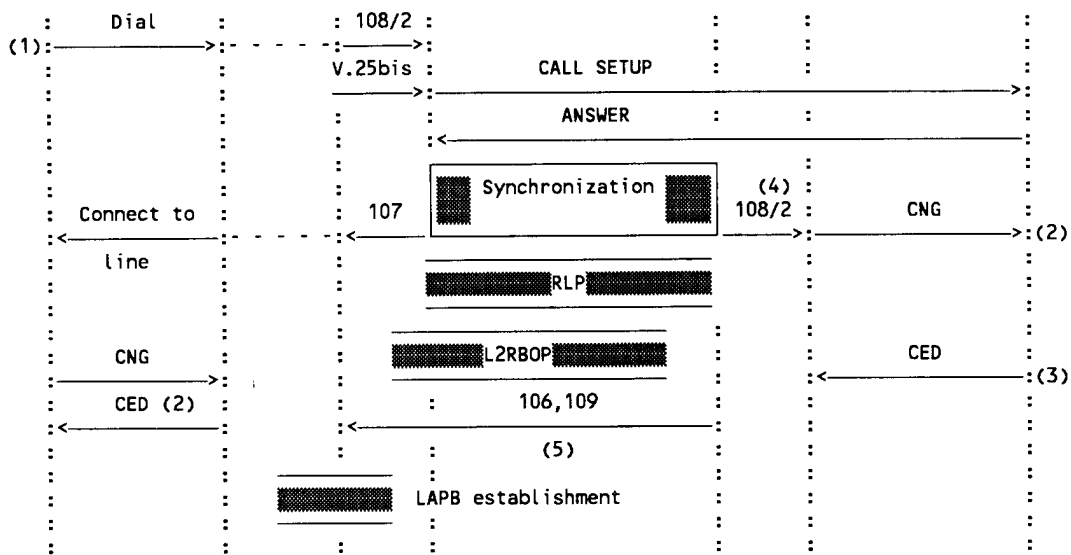 Dial 108/2
(1)
V.25bis CALL SETUP
ANSWER
Synchronization (4)
Connect to 107 108/2 CNG
(2)
line
RLP
CNG L2RBOP CED
(3)
CED (2) 106,109
(5)
LAPB establishment